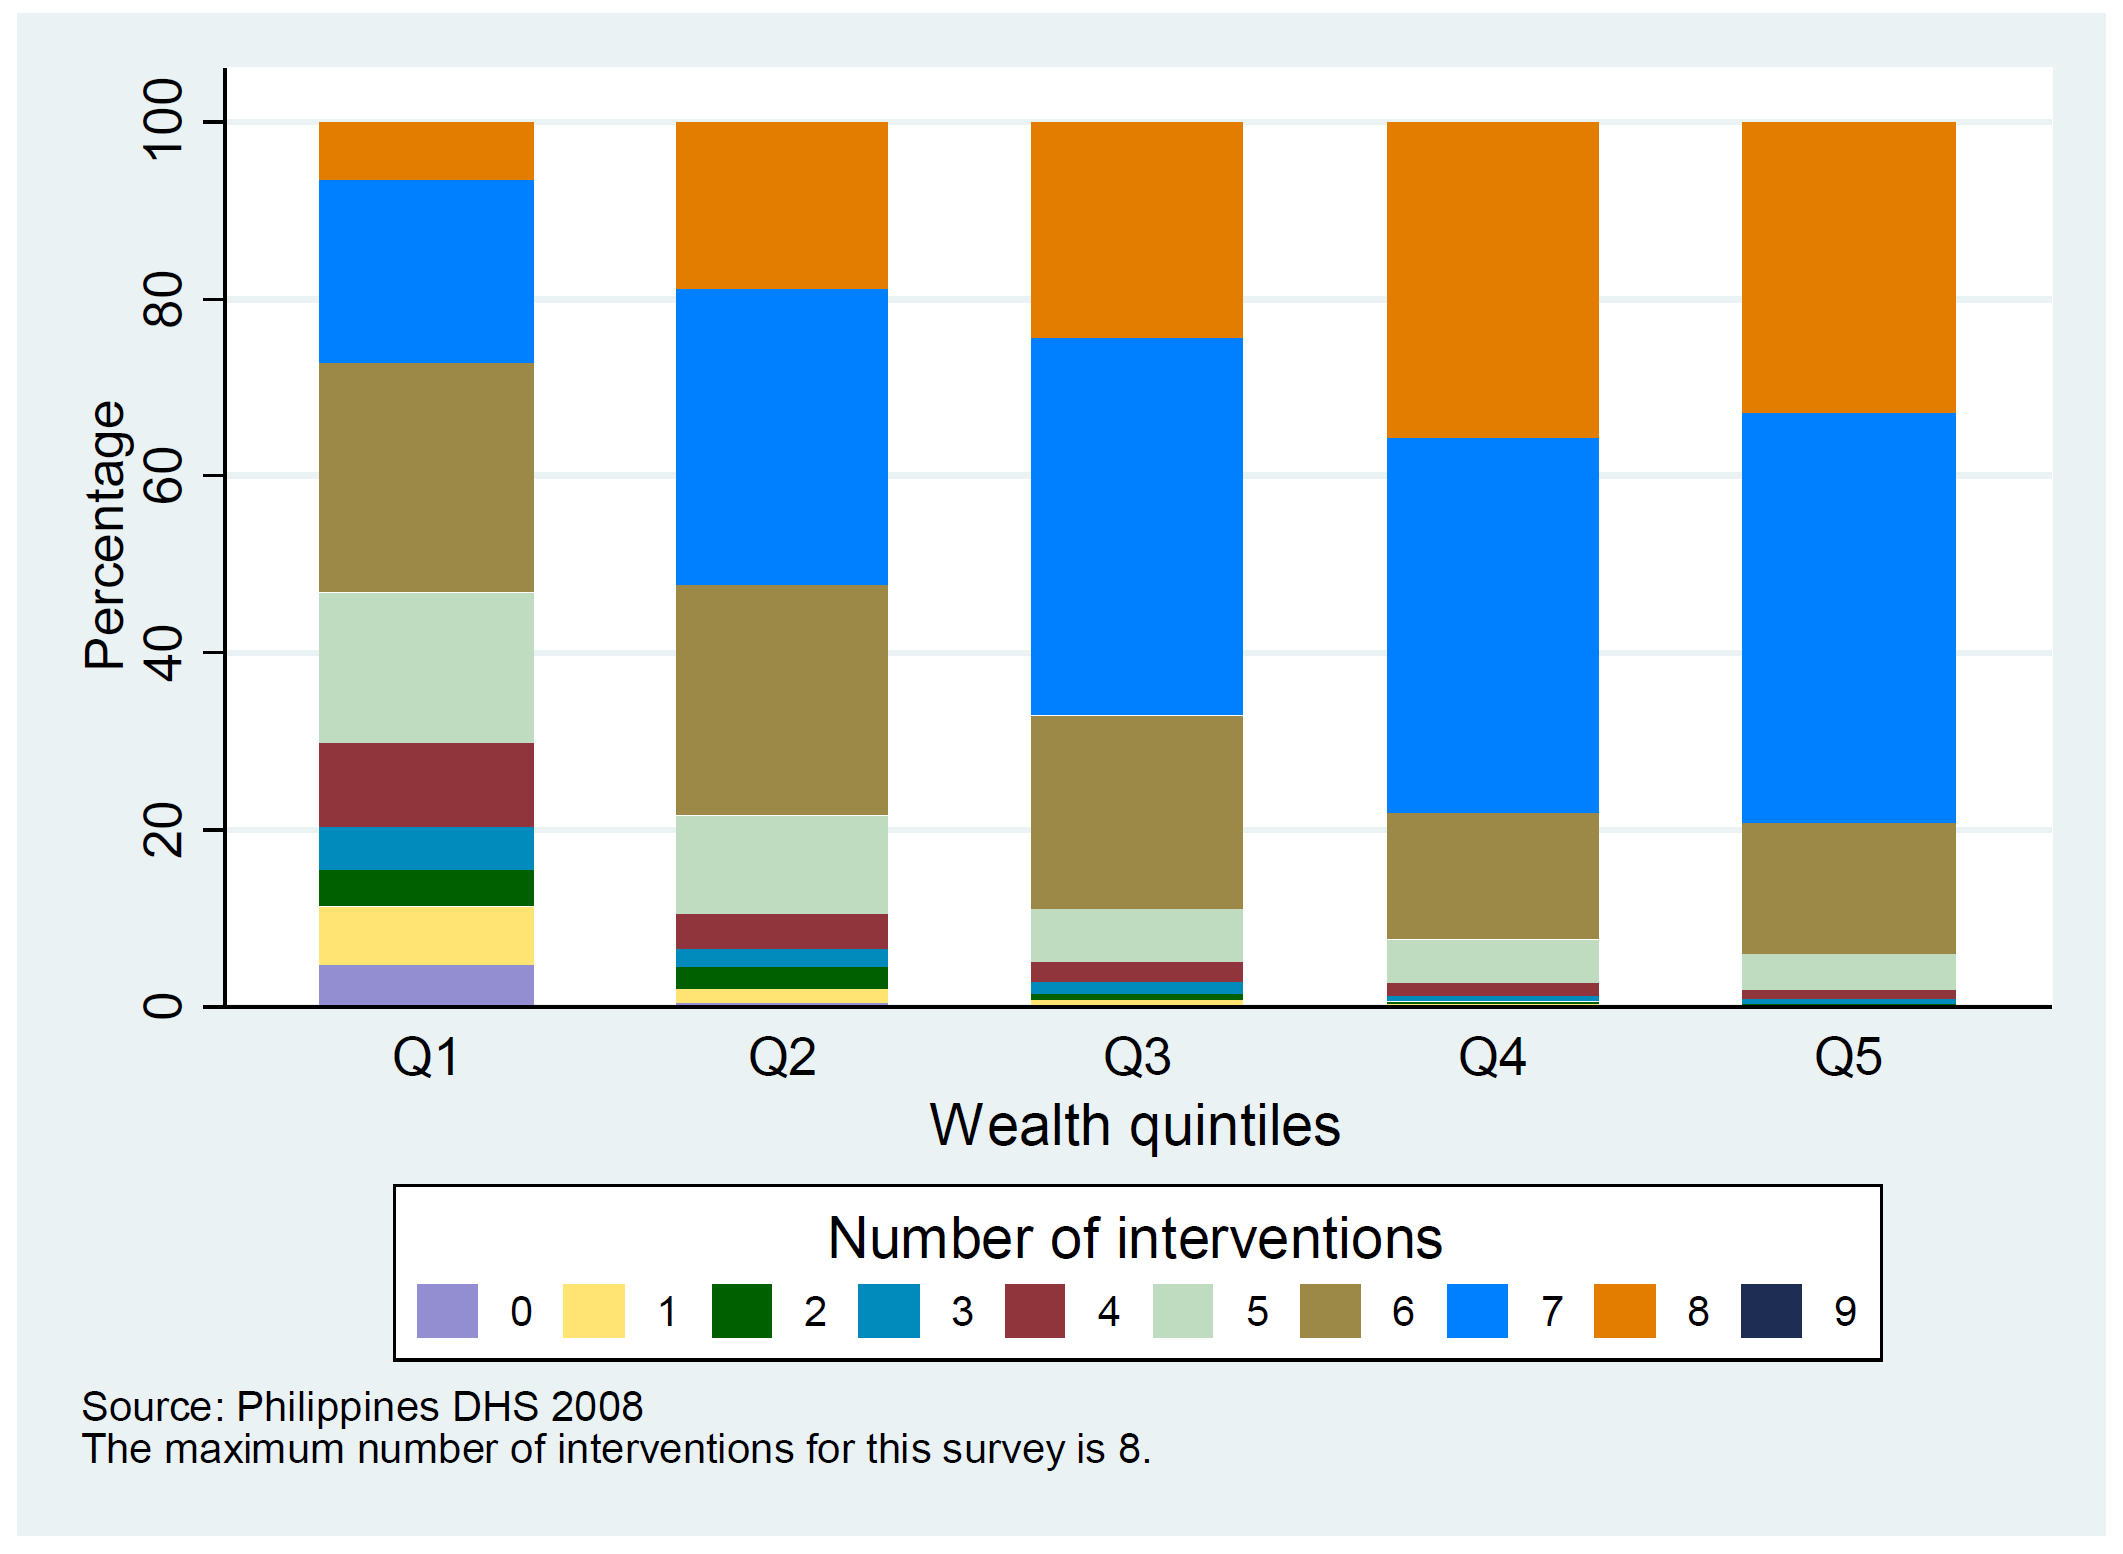 100
80
60
40
20
0
Percentage
Q1 Q2 Q3 Q4 Q5
Wealth quintiles
Number of interventions
0 1 2 3 4 5 6 7 8 9
Source: Philippines DHS 2008
The maximum number of interventions for this survey is 8.